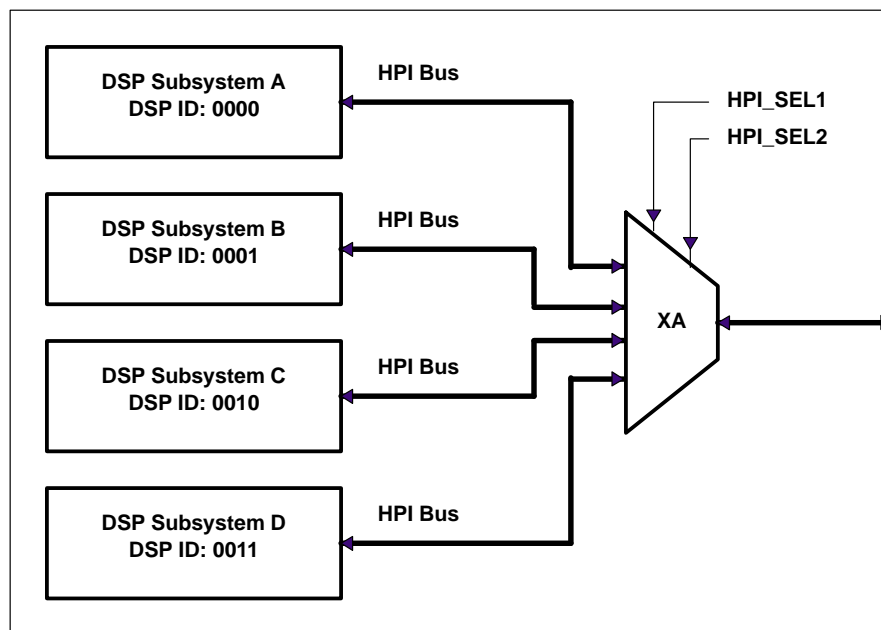 DSP Subsystem A
DSP ID: 0000
HPI Bus
HPI_SEL1
HPI_SEL2
DSP Subsystem B
DSP ID: 0001
HPI Bus
XA
DSP Subsystem C
DSP ID: 0010
HPI Bus
DSP Subsystem D
DSP ID: 0011
HPI Bus